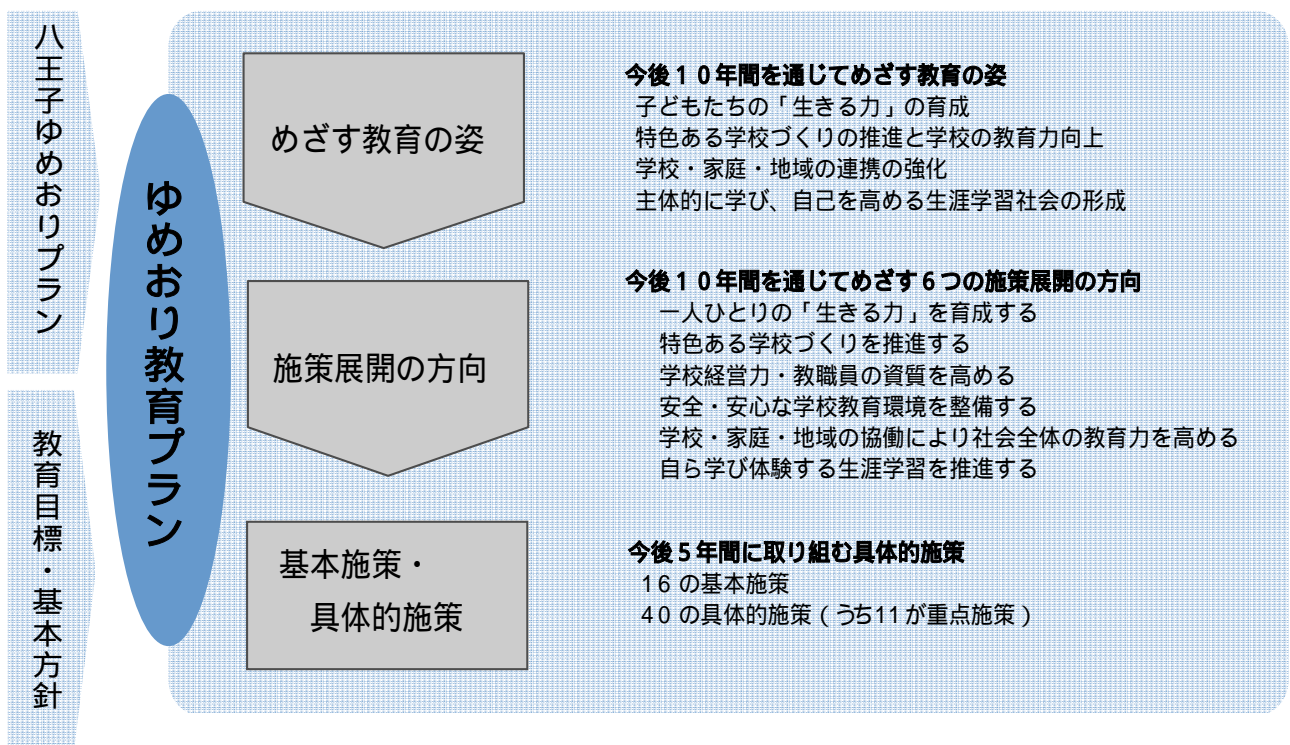 八王子ゆめおりプラン
教育目標・基本方針
ゆめおり教育プラン
めざす教育の姿
今後10年間を通じてめざす教育の姿
子どもたちの「生きる力」の育成
特色ある学校づくりの推進と学校の教育力向上
学校・家庭・地域の連携の強化
主体的に学び、自己を高める生涯学習社会の形成
施策展開の方向
今後10年間を通じてめざす6つの施策展開の方向
一人ひとりの「生きる力」を育成する
特色ある学校づくりを推進する
学校経営力・教職員の資質を高める
安全・安心な学校教育環境を整備する
学校・家庭・地域の協働により社会全体の教育力を高める
自ら学び体験する生涯学習を推進する
基本施策・
具体的施策
今後5年間に取り組む具体的施策
16の基本施策
40の具体的施策(うち11が重点施策)